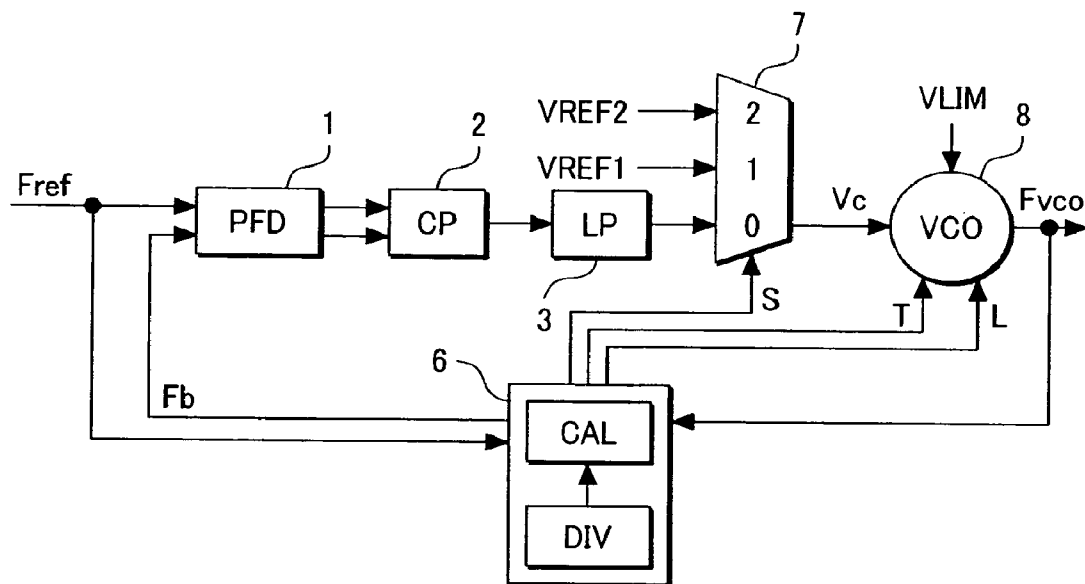 7
VREF2
2
VLIM
8
1
2
VREF1
1
Fref
PFD
CP
LP
0
Vc
VCO
Fvco
3
S
T
L
6
Fb
CAL
DIV